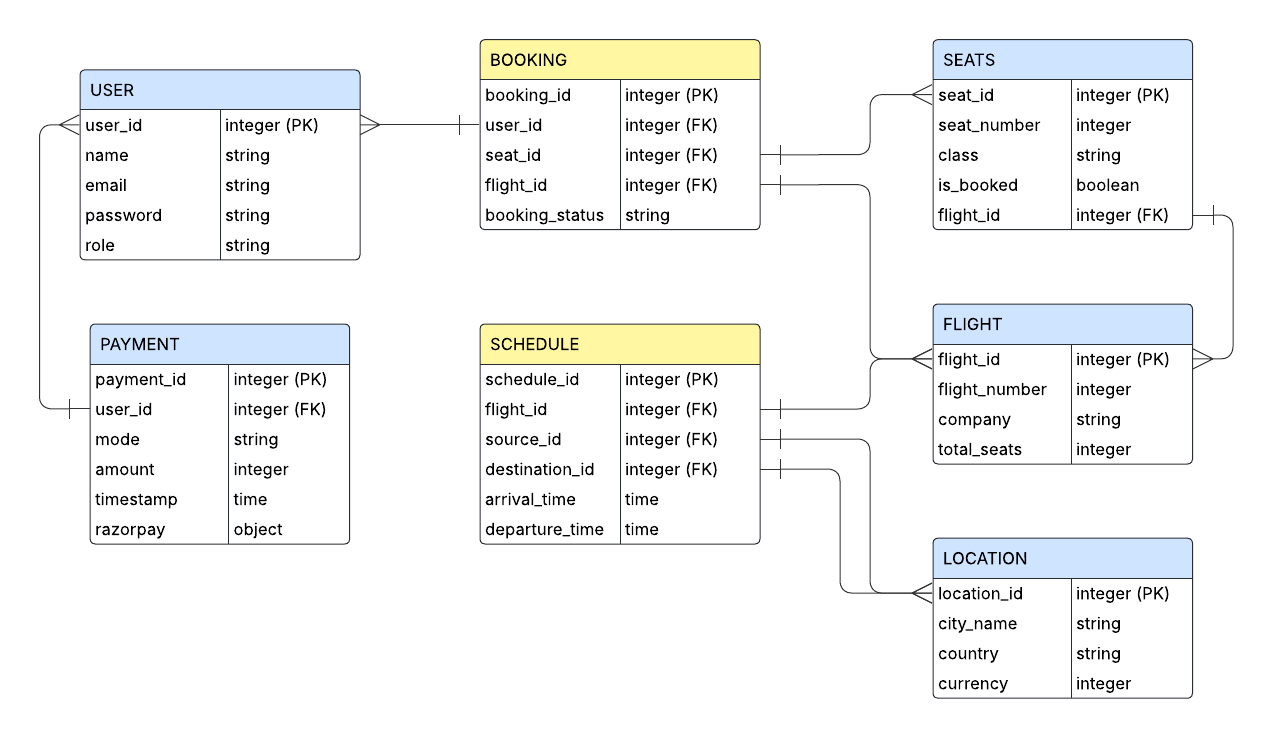 USER
user_id integer (PK)
name string
email string
password string
role string
BOOKING
booking_id integer (PK)
user_id integer (FK)
seat_id integer (FK)
flight_id integer (FK)
booking_status string
SEATS
seat_id integer (PK)
seat_number integer
class string
is_booked boolean
flight_id integer (FK)
PAYMENT
payment_id integer (PK)
user_id integer (FK)
mode string
amount integer
timestamp time
razorpay object
SCHEDULE
schedule_id integer (PK)
flight_id integer (FK)
source_id integer (FK)
destination_id integer (FK)
arrival_time time
departure_time time
FLIGHT
flight_id integer (PK)
flight_number integer
company string
total_seats integer
LOCATION
location_id integer (PK)
city_name string
country string
currency integer